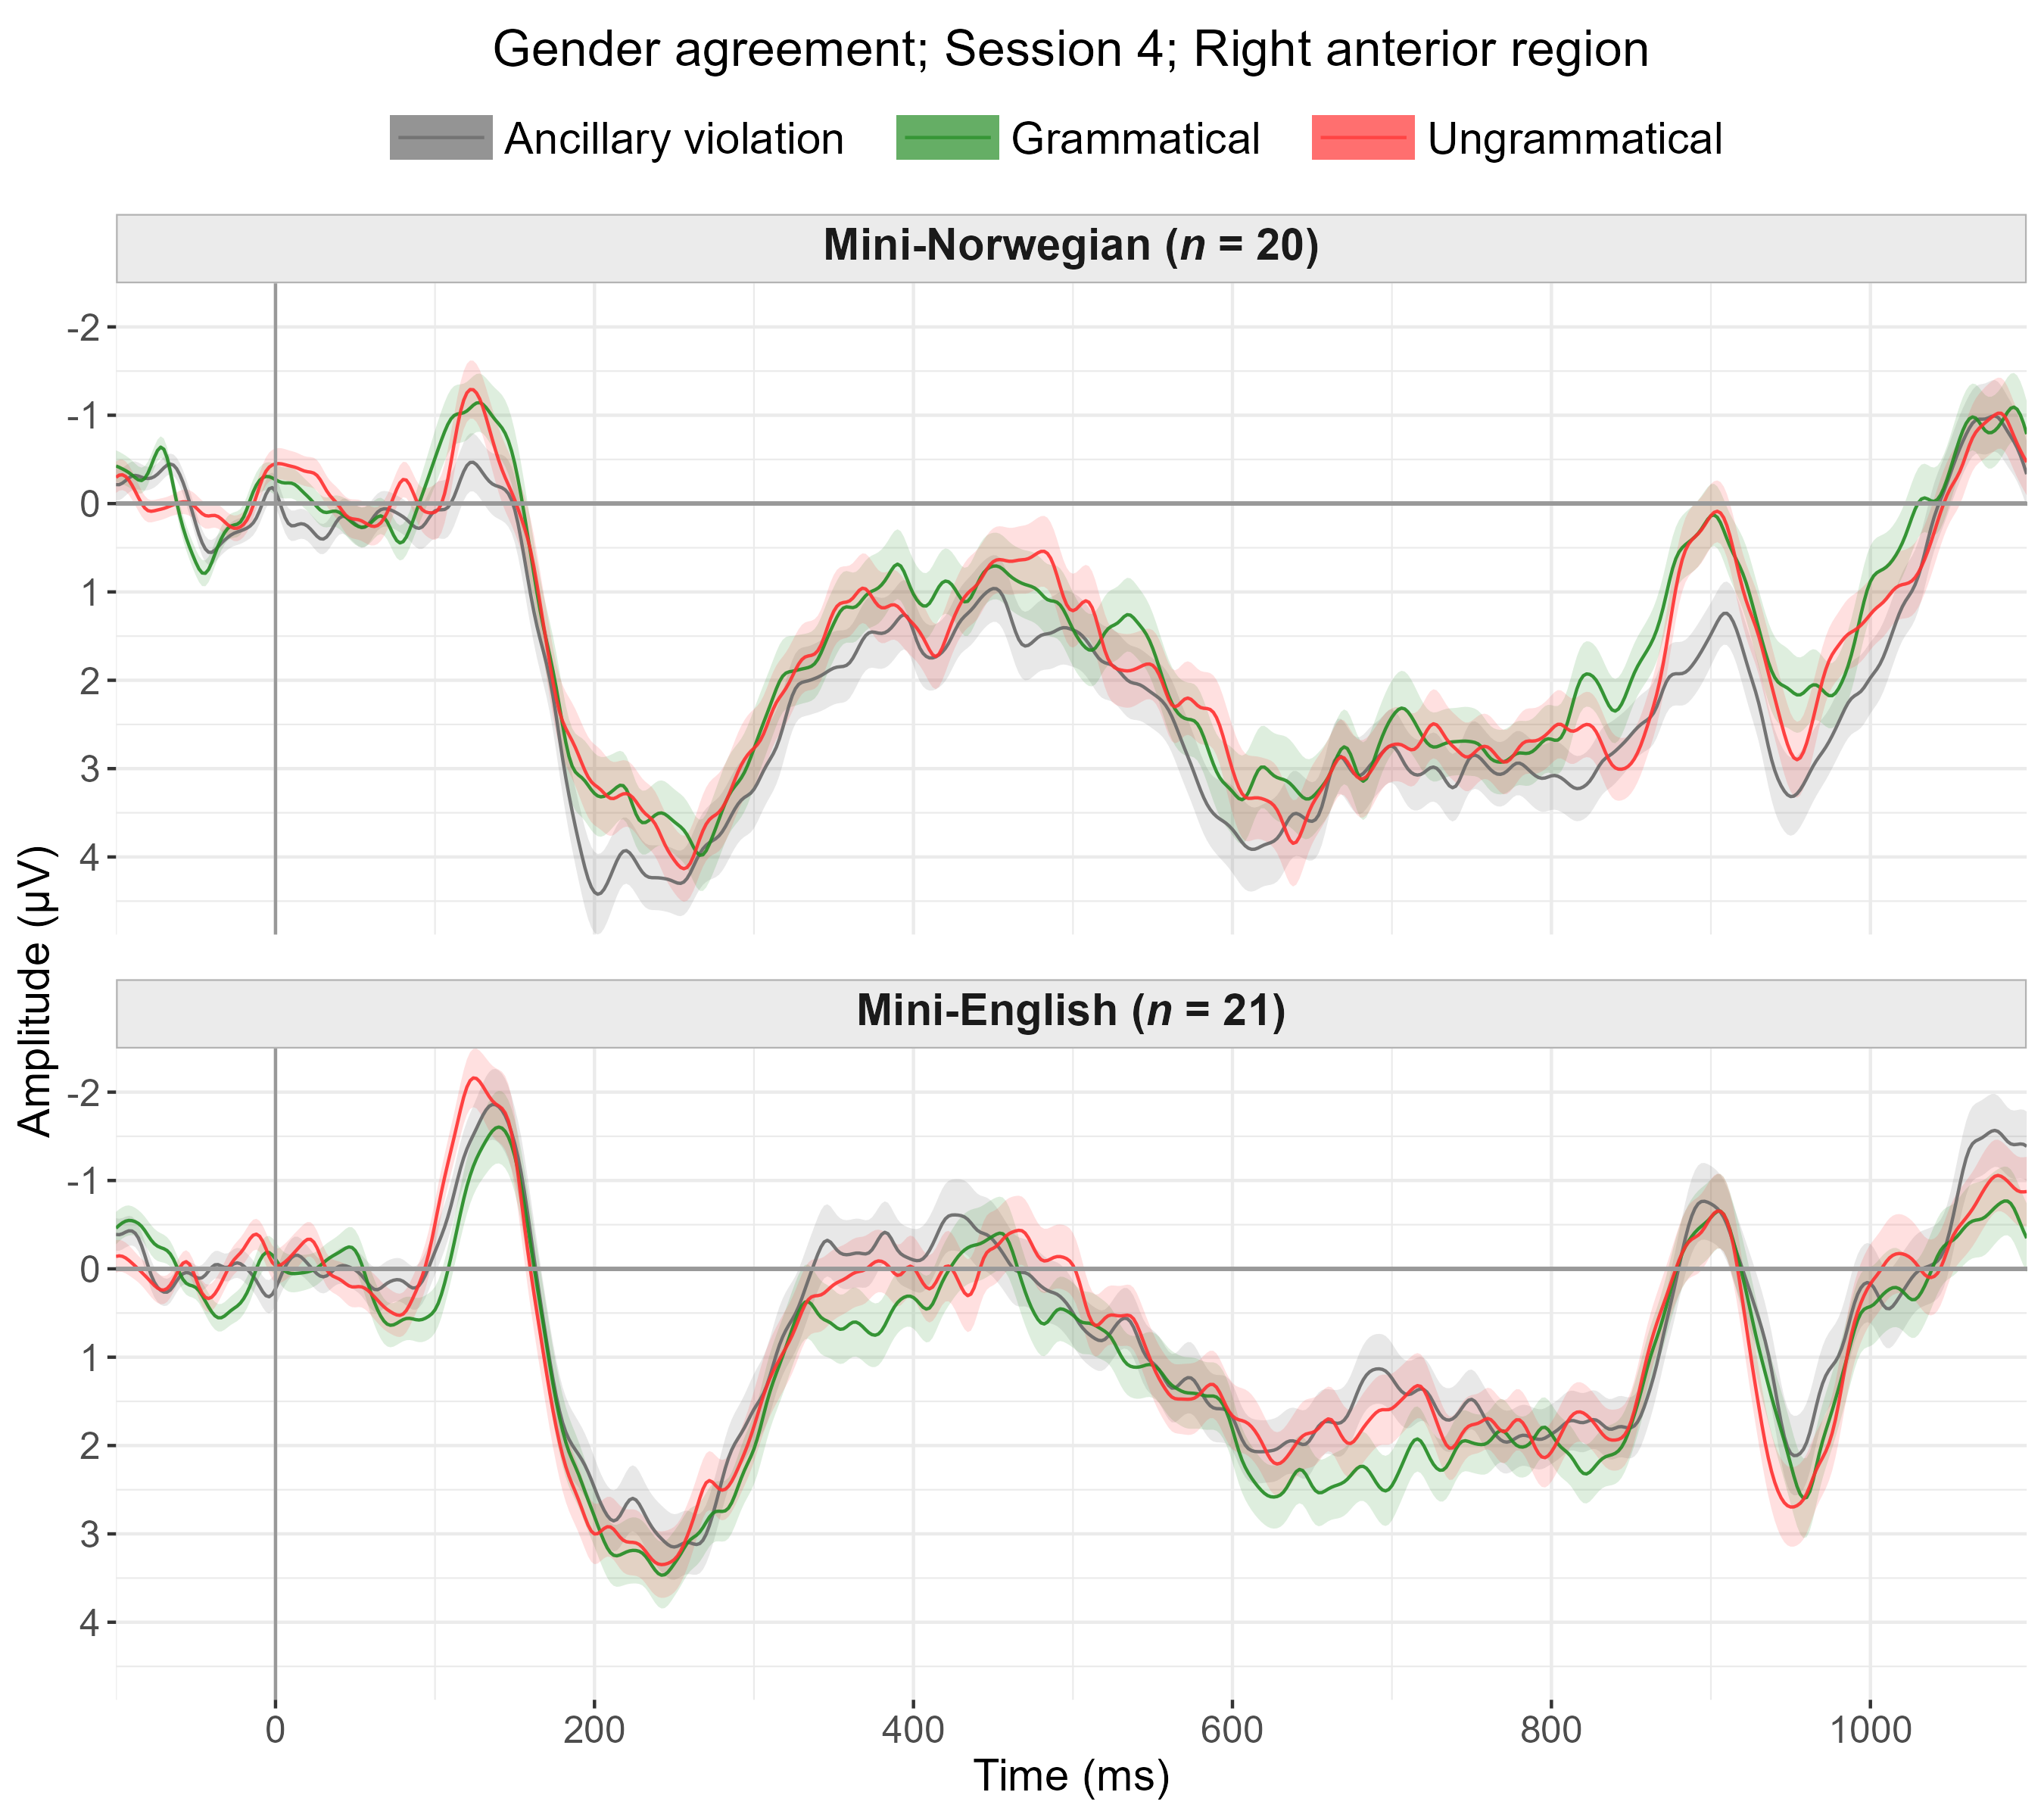 Gender agreement; Session 4; Right anterior region
Ancillary violation Grammatical Ungrammatical
Mini-Norwegian (n = 20)
-2
-1
0
1
2
3
4
Amplitude (µV)
Mini-English (n = 21)
-2
-1
0
1
2
3
4
0 200 400 600 800 1000
Time (ms)